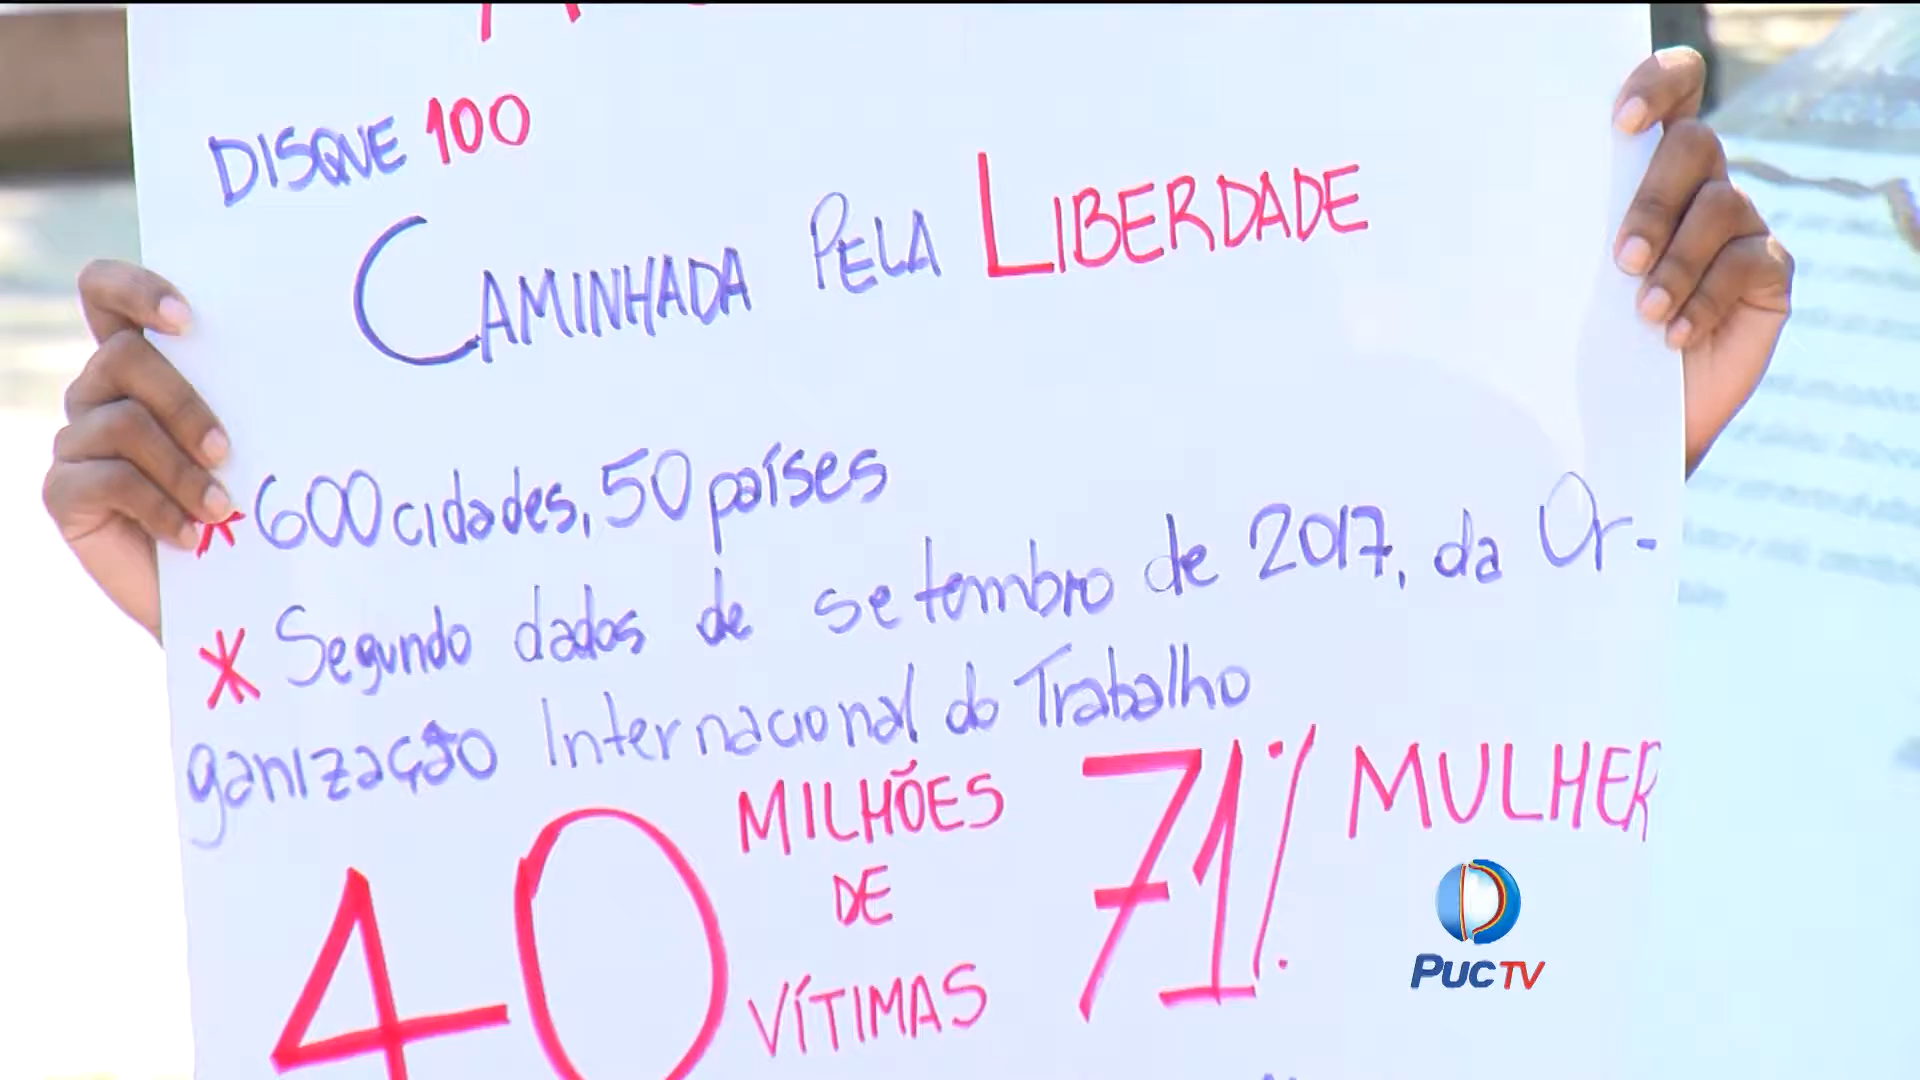 DISQUE 100
CAMINHADA PELA LIBERDADE
* 600 cidades, 50 países
* Segundo dados de setembro de 2017, da Or-
ganização Internacional do Trabalho
40 MILHÕES DE VÍTIMAS 71% MULHER
PUC TV